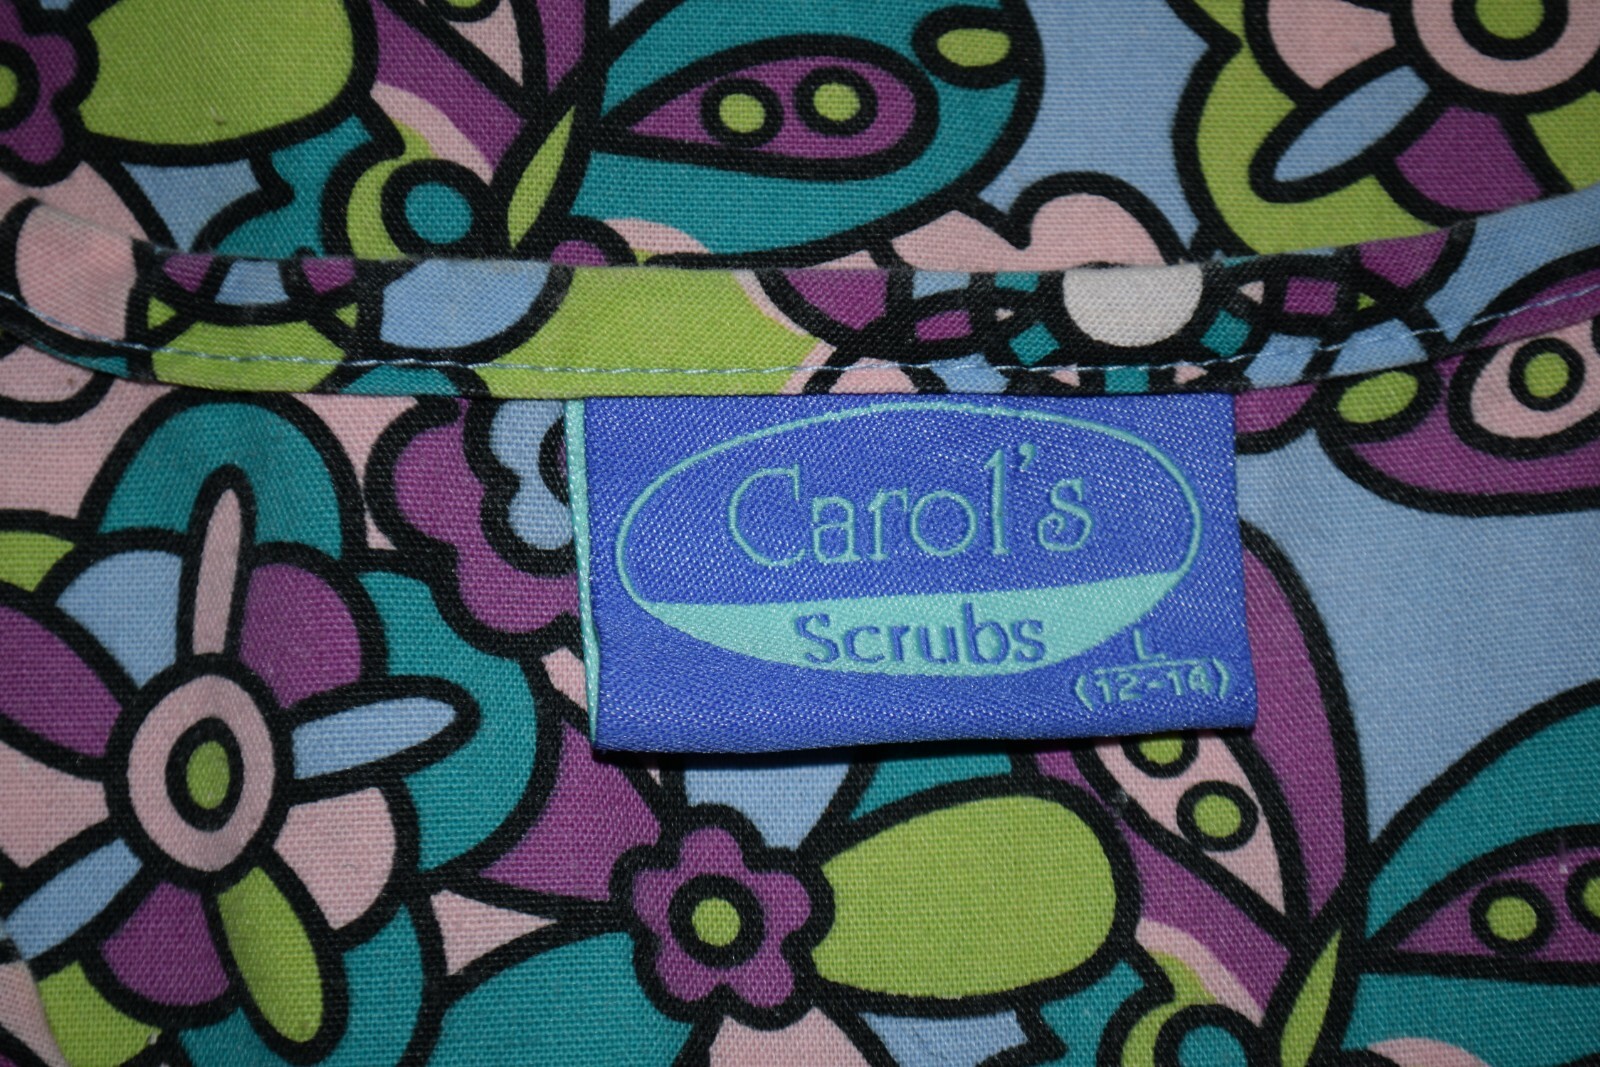 Carol's
Scrubs
L
(12-14)